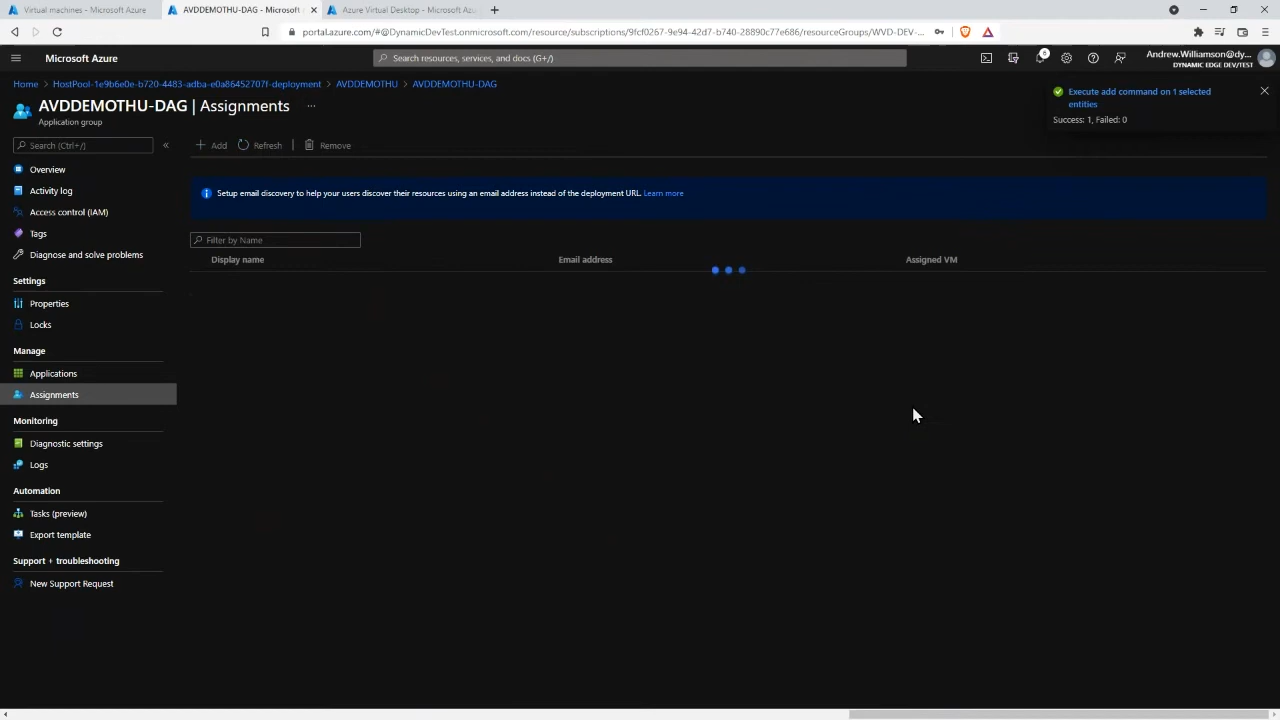 Virtual machines - Microsoft Azure
AVDDEMOTHU-DAG - Microsoft
Azure Virtual Desktop - Microsoft Az
portal.azure.com/#@DynamicDevTest.onmicrosoft.com/resource/subscriptions/9fcf0267-9e94-42d7-b740-28890c77e686/resourceGroups/WVD-DEV-...
Microsoft Azure
Search resources, services, and docs (G+/)
6
Andrew.Williamson@dy...
DYNAMIC EDGE DEV/TEST
Home > HostPool-1e9b6e0e-b720-4483-adba-e0a86452707f-deployment > AVDDEMOTHU > AVDDEMOTHU-DAG
AVDDEMOTHU-DAG | Assignments ...
Application group
Execute add command on 1 selected
entities
Success: 1, Failed: 0
Search (Ctrl+/)
«
Add
Refresh
Remove
Overview
Activity log
Access control (IAM)
Tags
Diagnose and solve problems
Settings
Properties
Locks
Manage
Applications
Assignments
Monitoring
Diagnostic settings
Logs
Automation
Tasks (preview)
Export template
Support + troubleshooting
New Support Request
Setup email discovery to help your users discover their resources using an email address instead of the deployment URL. Learn more
Filter by Name
Display name
Email address
Assigned VM